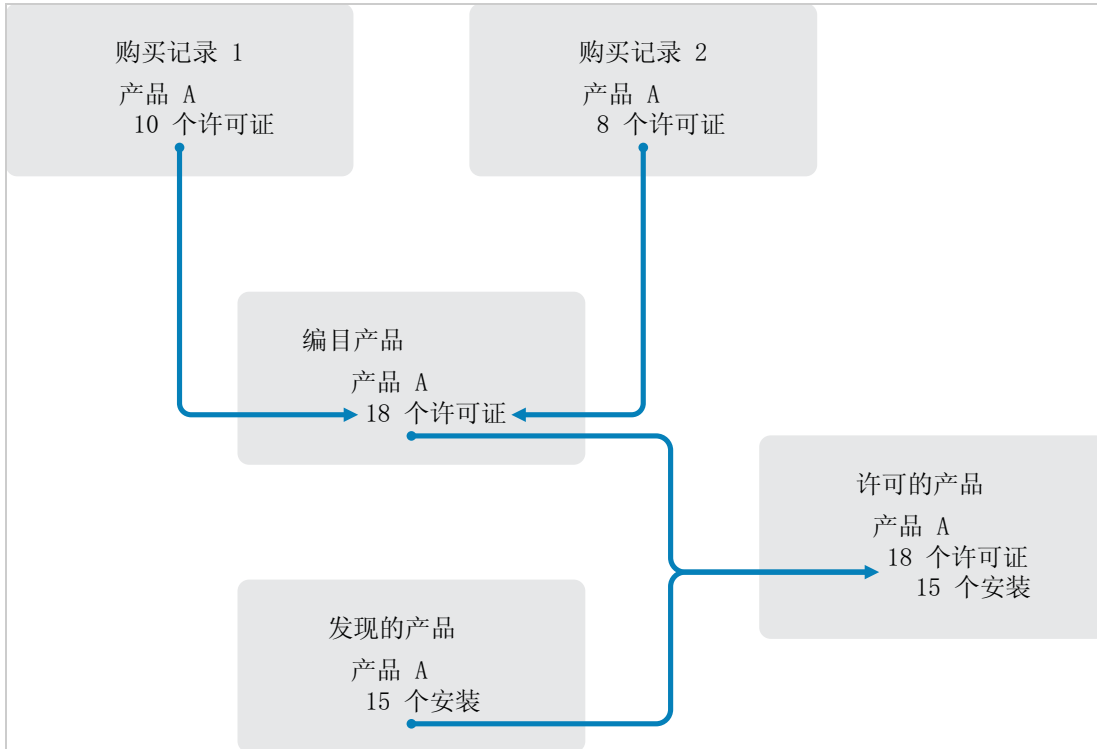 购买记录 1
产品 A
10 个许可证
购买记录 2
产品 A
8 个许可证
编目产品
产品 A
18 个许可证
许可的产品
产品 A
18 个许可证
15 个安装
发现的产品
产品 A
15 个安装